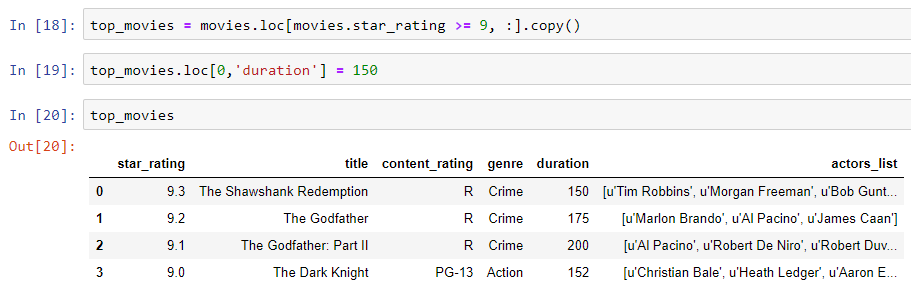 In [18]: top_movies = movies.loc[movies.star_rating >= 9, :].copy()
In [19]: top_movies.loc[0,'duration'] = 150
In [20]: top_movies
Out[20]:
star_rating title content_rating genre duration actors_list
0 9.3 The Shawshank Redemption R Crime 150 [u'Tim Robbins', u'Morgan Freeman', u'Bob Gunt...
1 9.2 The Godfather R Crime 175 [u'Marlon Brando', u'Al Pacino', u'James Caan']
2 9.1 The Godfather: Part II R Crime 200 [u'Al Pacino', u'Robert De Niro', u'Robert Duv...
3 9.0 The Dark Knight PG-13 Action 152 [u'Christian Bale', u'Heath Ledger', u'Aaron E...